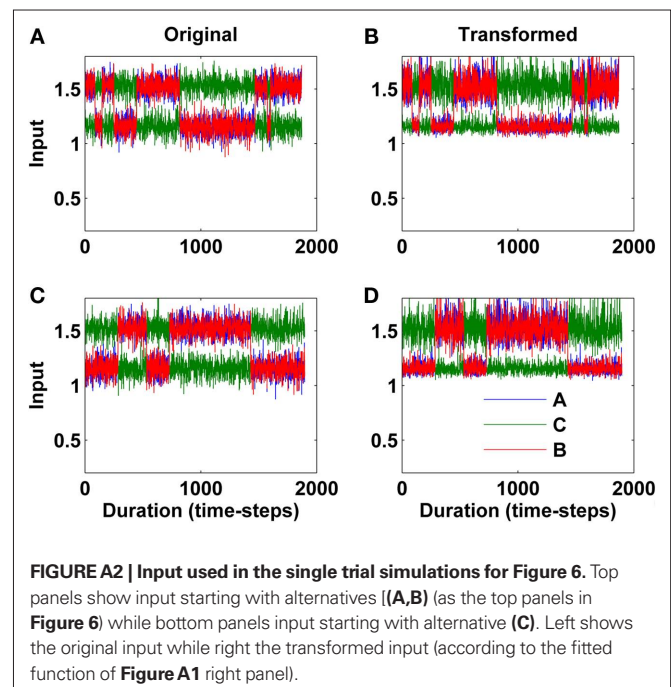 A Original
B Transformed
1.5
1
0.5
Input
0 1000 2000
0 1000 2000
1.5
1
0.5
C
D
1.5
1
0.5
Input
0 1000 2000
Duration (time-steps)
1.5
1
0.5
A
C
B
0 1000 2000
Duration (time-steps)
FIGURE A2 | Input used in the single trial simulations for Figure 6. Top
panels show input starting with alternatives [(A,B) (as the top panels in
Figure 6) while bottom panels input starting with alternative (C). Left shows
the original input while right the transformed input (according to the fitted
function of Figure A1 right panel).